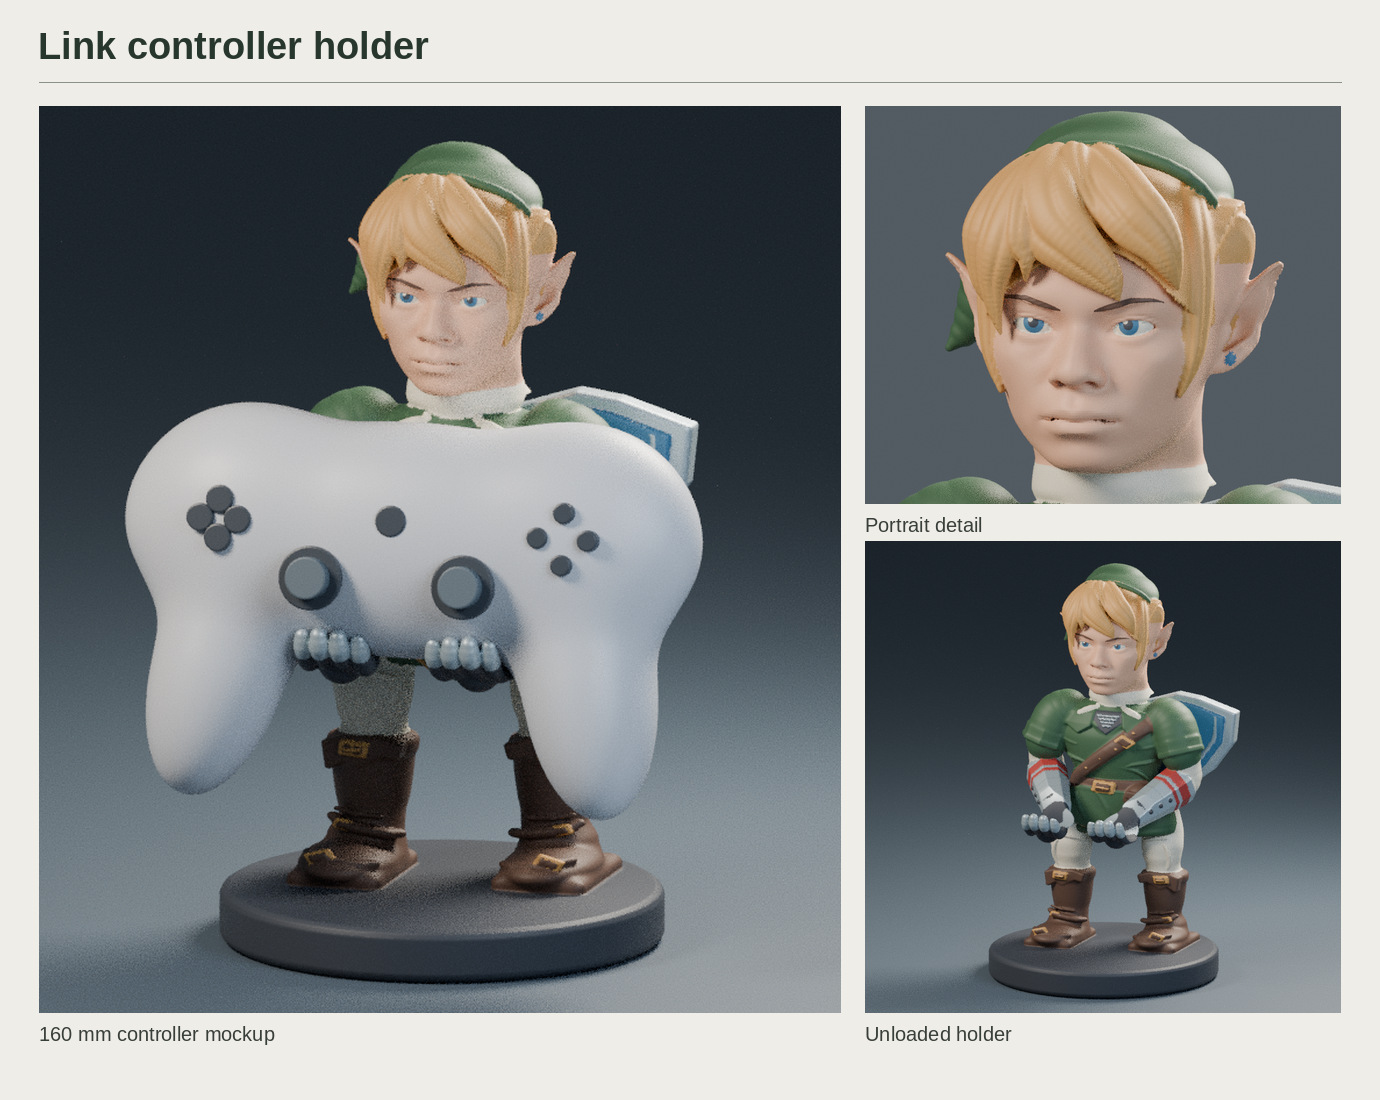 Link controller holder
Portrait detail
160 mm controller mockup
Unloaded holder